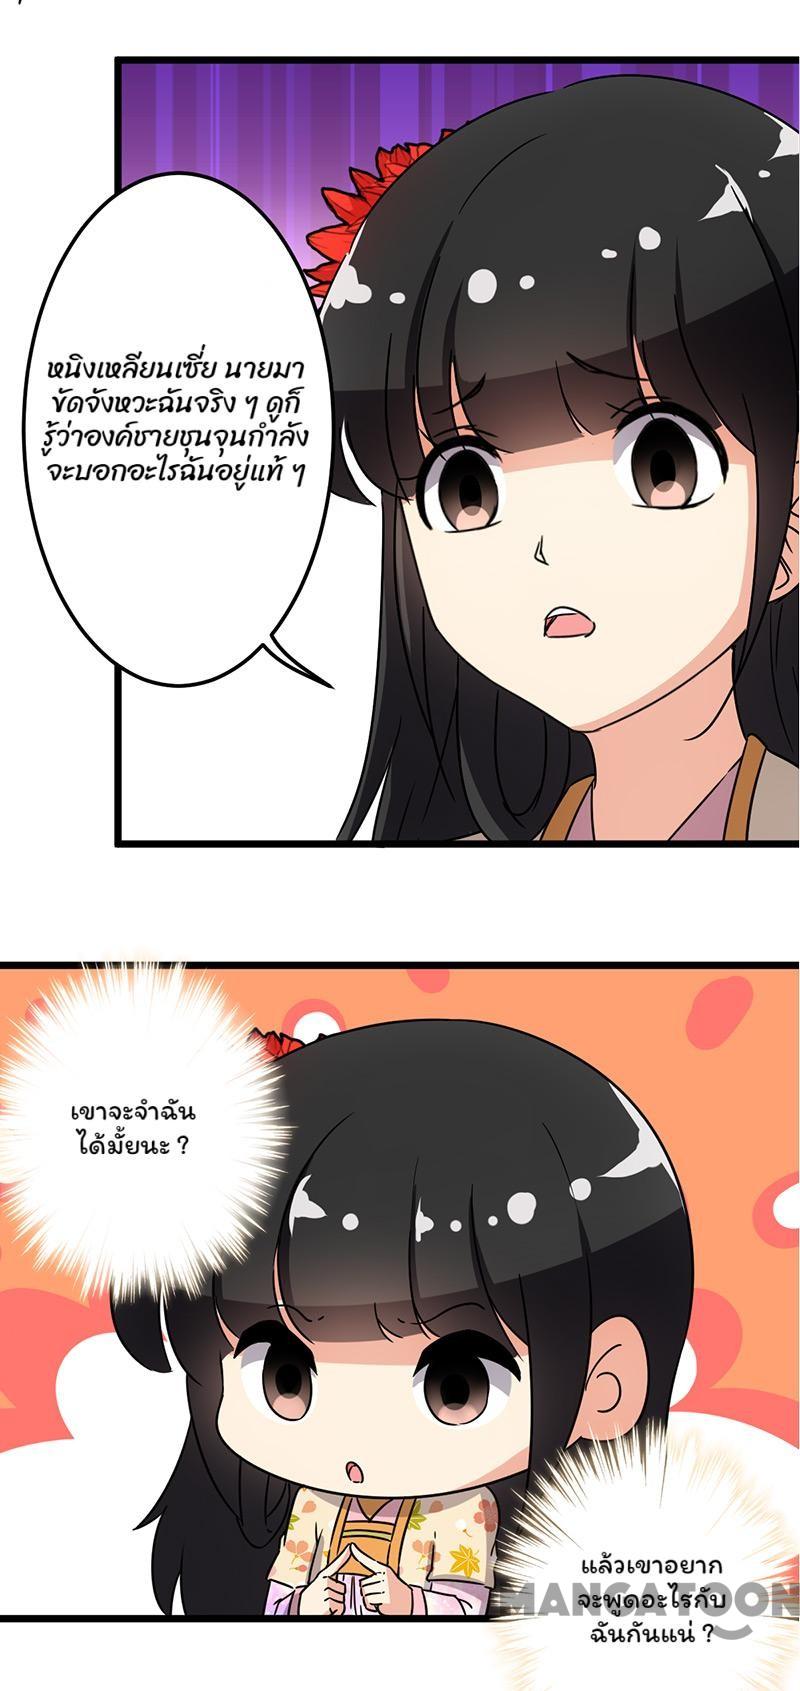 หนิงเหลียนเซี่ย นายมา
ขัดจังหวะฉันจริง ๆ ดูก็
รู้ว่าองค์ชายชุนจุนกำลัง
จะบอกอะไรฉันอยู่แท้ ๆ
เขาจะจำฉัน
ได้มั้ยนะ ?
แล้วเขาอยาก
จะพูดอะไรกับ
ฉันกันแน่ ?
MANGATOON